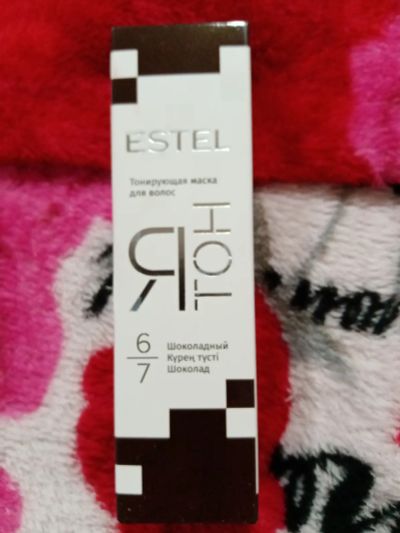 ESTEL
Тонирующая маска
для волос
Я ТОН
6/7
Шоколадный
Күрең түсті
Шоколад